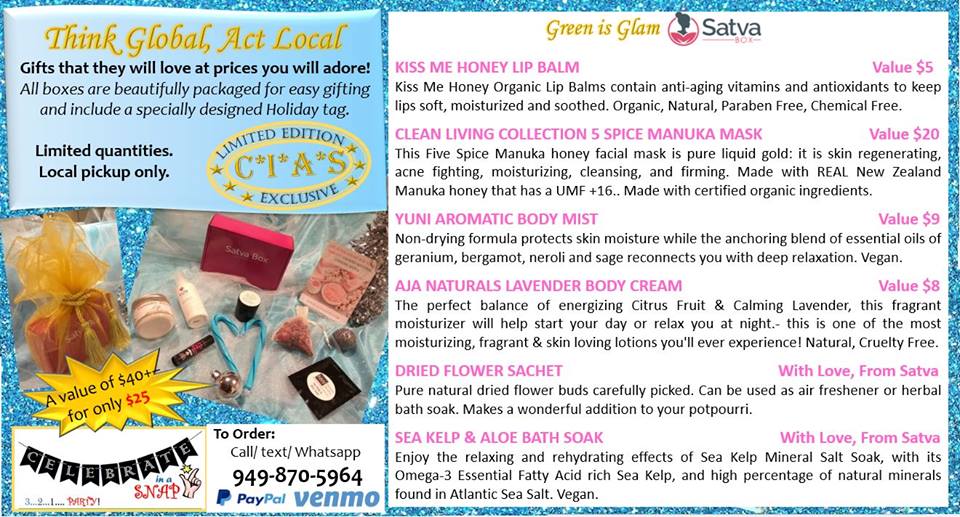 Think Global, Act Local
Gifts that they will love at prices you will adore!
All boxes are beautifully packaged for easy gifting
and include a specially designed Holiday tag.
Limited quantities.
Local pickup only.
LIMITED EDITION
C*I*A*S
EXCLUSIVE
Satva Box
A value of $40+
for only $25
CELEBRATE
in a
SNAP
3...2...1.... PARTY!
To Order:
Call/ text/ Whatsapp
949-870-5964
PayPal venmo
Green is Glam Satva
BOX
KISS ME HONEY LIP BALM Value $5
Kiss Me Honey Organic Lip Balms contain anti-aging vitamins and antioxidants to keep
lips soft, moisturized and soothed. Organic, Natural, Paraben Free, Chemical Free.
CLEAN LIVING COLLECTION 5 SPICE MANUKA MASK Value $20
This Five Spice Manuka honey facial mask is pure liquid gold: it is skin regenerating,
acne fighting, moisturizing, cleansing, and firming. Made with REAL New Zealand
Manuka honey that has a UMF +16.. Made with certified organic ingredients.
YUNI AROMATIC BODY MIST Value $9
Non-drying formula protects skin moisture while the anchoring blend of essential oils of
geranium, bergamot, neroli and sage reconnects you with deep relaxation. Vegan.
AJA NATURALS LAVENDER BODY CREAM Value $8
The perfect balance of energizing Citrus Fruit & Calming Lavender, this fragrant
moisturizer will help start your day or relax you at night.- this is one of the most
moisturizing, fragrant & skin loving lotions you'll ever experience! Natural, Cruelty Free.
DRIED FLOWER SACHET With Love, From Satva
Pure natural dried flower buds carefully picked. Can be used as air freshener or herbal
bath soak. Makes a wonderful addition to your potpourri.
SEA KELP & ALOE BATH SOAK With Love, From Satva
Enjoy the relaxing and rehydrating effects of Sea Kelp Mineral Salt Soak, with its
Omega-3 Essential Fatty Acid rich Sea Kelp, and high percentage of natural minerals
found in Atlantic Sea Salt. Vegan.